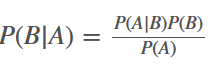 P(B|A) = P(A|B)P(B) / P(A)